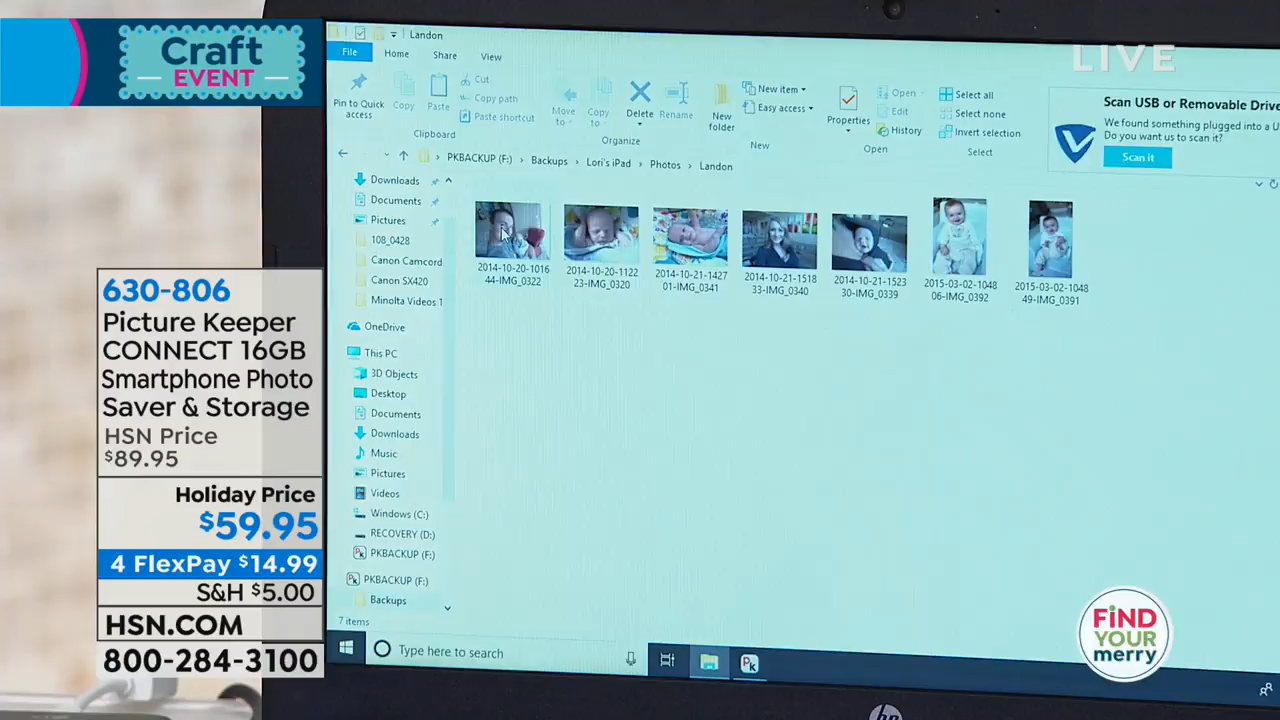 Craft
EVENT
LIVE
630-806
Picture Keeper
CONNECT 16GB
Smartphone Photo
Saver & Storage
HSN Price
$89.95
Holiday Price
$59.95
4 FlexPay $14.99
S&H $5.00
HSN.COM
800-284-3100
Landon
File Home Share View
Pin to Quick
access
Copy
Paste
Cut
Copy path
Paste shortcut
Clipboard
Move
to
Copy
to
Delete
Rename
Organize
New
folder
New item
Easy access
New
Properties
Open
Edit
History
Open
Select all
Select none
Invert selection
Select
Scan USB or Removable Drive
We found something plugged into a U
Do you want us to scan it?
Scan it
PKBACKUP (F:) > Backups > Lori's iPad > Photos > Landon
Downloads
Documents
Pictures
108_0428
Canon Camcord
Canon SX420
Minolta Videos 1
OneDrive
This PC
3D Objects
Desktop
Documents
Downloads
Music
Pictures
Videos
Windows (C:)
RECOVERY (D:)
PKBACKUP (F:)
PKBACKUP (F:)
Backups
7 items
2014-10-20-1016
44-IMG_0322
2014-10-20-1122
23-IMG_0320
2014-10-21-1427
01-IMG_0341
2014-10-21-1518
33-IMG_0340
2014-10-21-1523
30-IMG_0339
2015-03-02-1048
06-IMG_0392
2015-03-02-1048
49-IMG_0391
Type here to search
Pk
hp
FiND
YOUR
merry